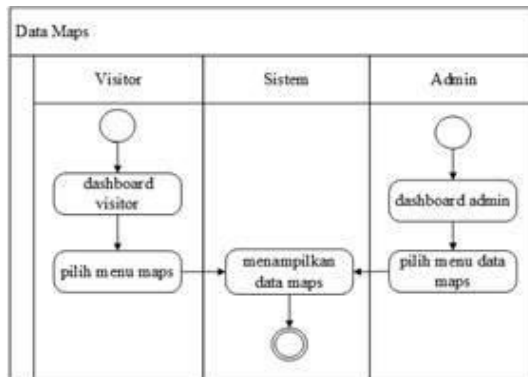 Data Maps
Visitor
Sistem
Admin
dashboard
visitor
dashboard admin
pilih menu maps
menampilkan
data maps
pilih menu data
maps